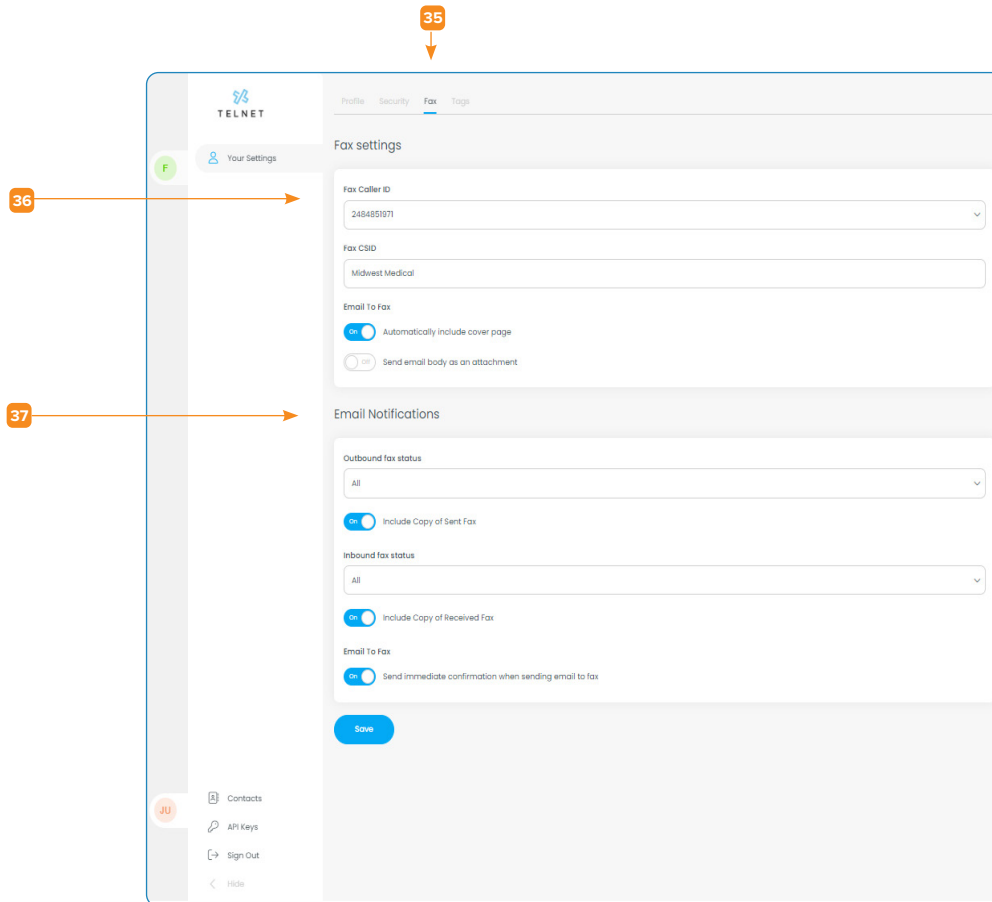 35
TELNET
Profile Security Fax Tags
Fax settings
Your Settings
F
36
Fax Caller ID
2484851971
Fax CSID
Midwest Medical
Email To Fax
On Automatically include cover page
Off Send email body as an attachment
37
Email Notifications
Outbound fax status
All
On Include Copy of Sent Fax
Inbound fax status
All
On Include Copy of Received Fax
Email To Fax
On Send immediate confirmation when sending email to fax
Save
Contacts
JU
API Keys
Sign Out
Hide